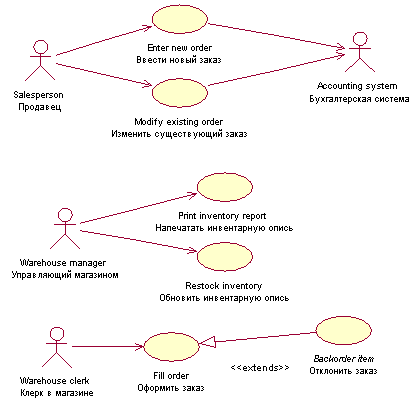 Enter new order
Ввести новый заказ
Salesperson
Продавец
Accounting system
Бухгалтерская система
Modify existing order
Изменить существующий заказ
Print inventory report
Напечатать инвентарную опись
Warehouse manager
Управляющий магазином
Restock inventory
Обновить инвентарную опись
Warehouse clerk
Клерк в магазине
Fill order
Оформить заказ
<<extends>>
Backorder item
Отклонить заказ